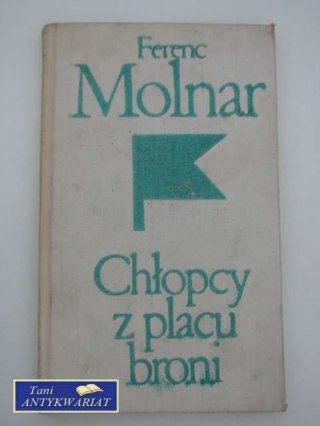 Ferenc
Molnar
Chłopcy
z placu
broni
Tani
ANTYKWARIAT